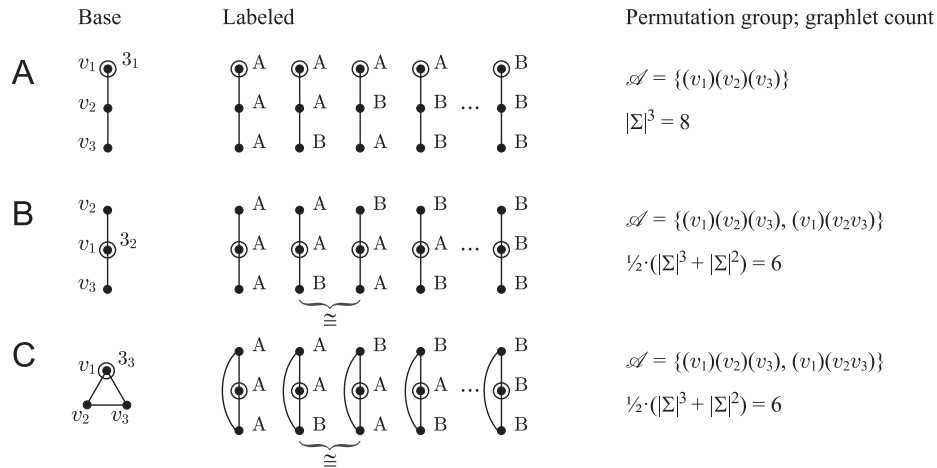 Base Labeled Permutation group; graphlet count
A
v₁ 3₁ A A A A B
v₂ A A B B ... B
v₃ A B A B B
𝒜 = {(v₁)(v₂)(v₃)}
|Σ|³ = 8
B
v₂ A A B B B
v₁ 3₂ A A A A ... B
v₃ A B A B B
≅
𝒜 = {(v₁)(v₂)(v₃), (v₁)(v₂v₃)}
½·(|Σ|³ + |Σ|²) = 6
C
v₁ 3₃
v₂ v₃
A A B B B
A A A A ... B
A B A B B
≅
𝒜 = {(v₁)(v₂)(v₃), (v₁)(v₂v₃)}
½·(|Σ|³ + |Σ|²) = 6